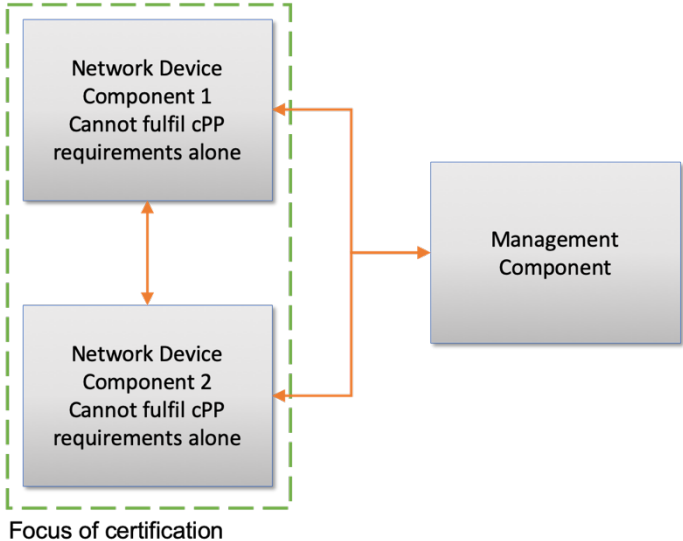 Network Device
Component 1
Cannot fulfil cPP
requirements alone
Management
Component
Network Device
Component 2
Cannot fulfil cPP
requirements alone
Focus of certification